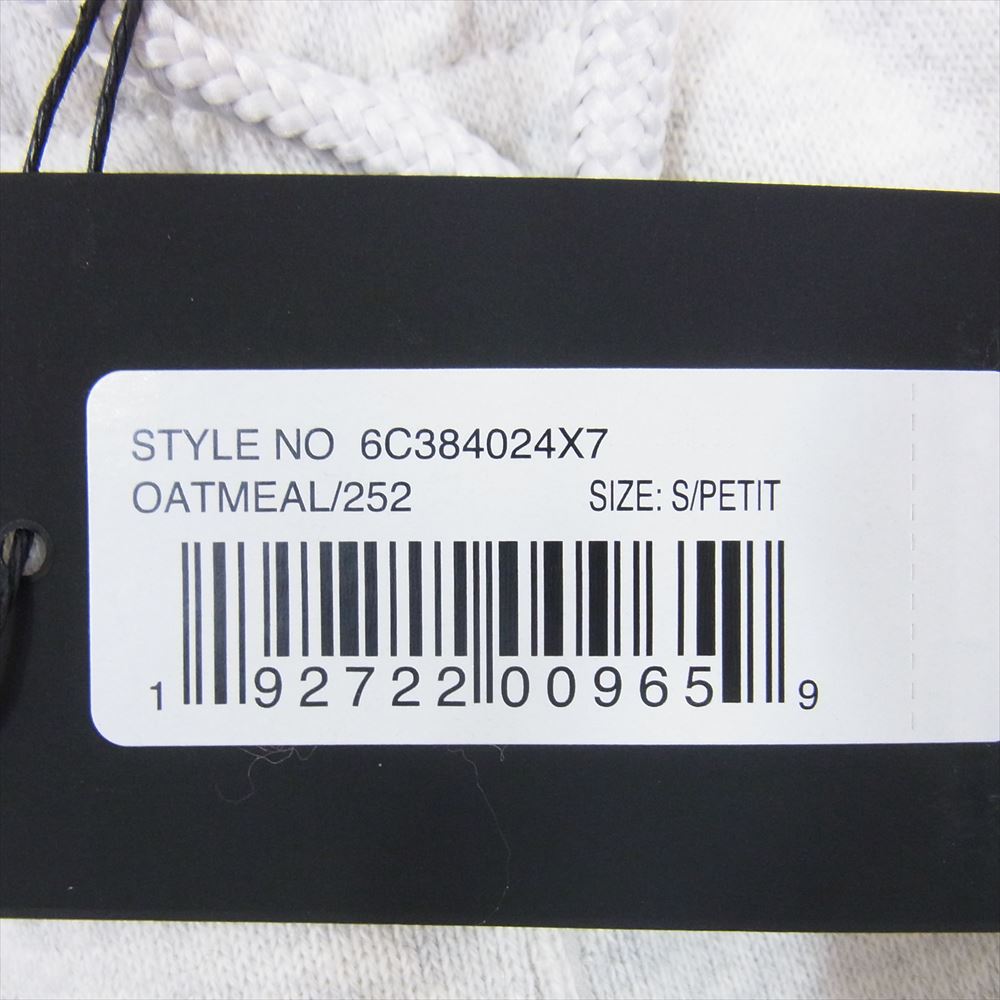 STYLE NO 6C384024X7
OATMEAL/252 SIZE: S/PETIT
1 92722 00965 9